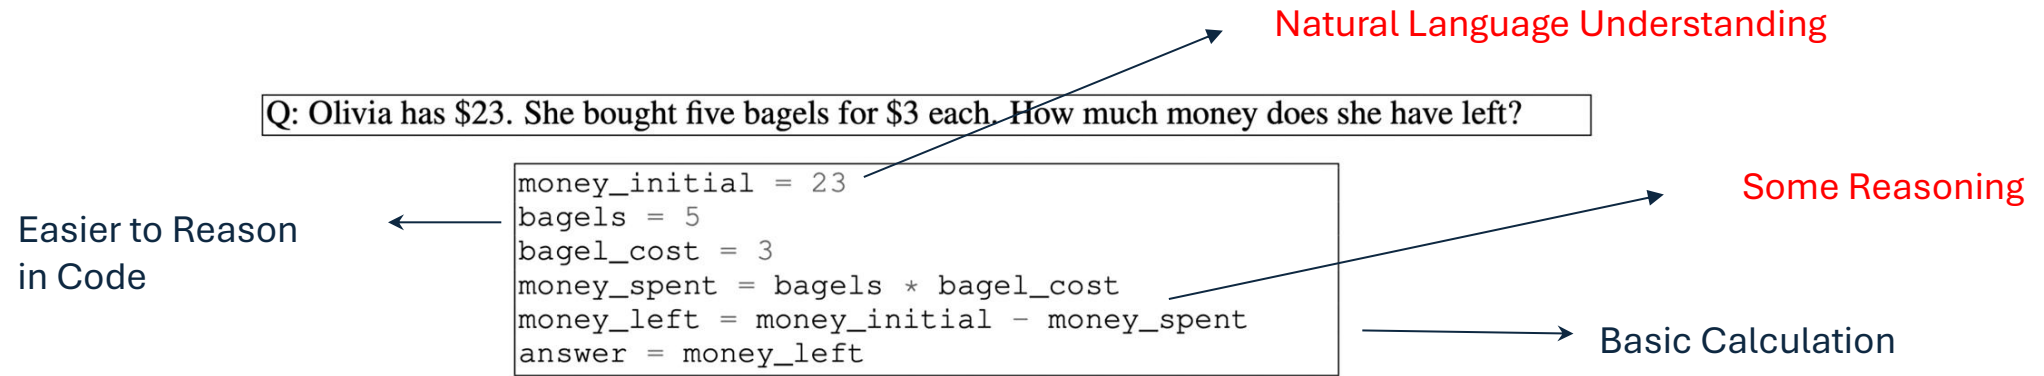 Natural Language Understanding
Q: Olivia has $23. She bought five bagels for $3 each. How much money does she have left?
money_initial = 23
bagels = 5
bagel_cost = 3
money_spent = bagels * bagel_cost
money_left = money_initial - money_spent
answer = money_left
Easier to Reason
in Code
Some Reasoning
Basic Calculation